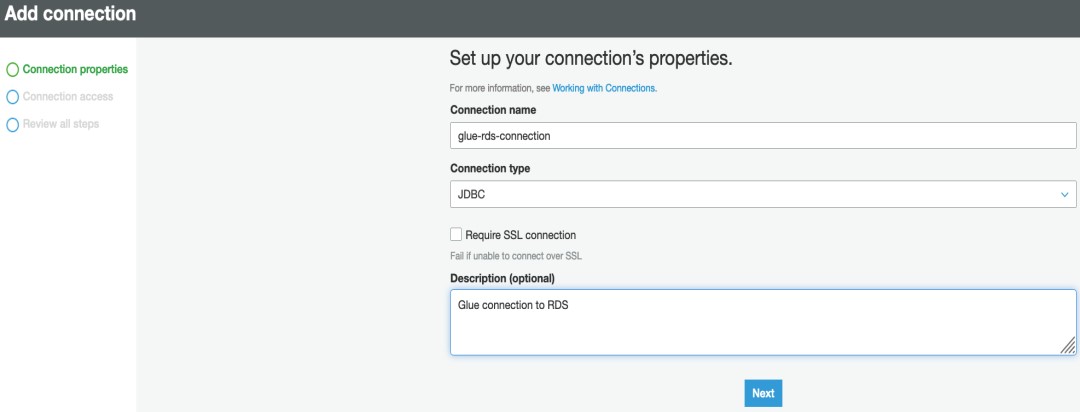 Add connection
Connection properties
Connection access
Review all steps
Set up your connection's properties.
For more information, see Working with Connections.
Connection name
glue-rds-connection
Connection type
JDBC
Require SSL connection
Fail if unable to connect over SSL
Description (optional)
Glue connection to RDS
Next